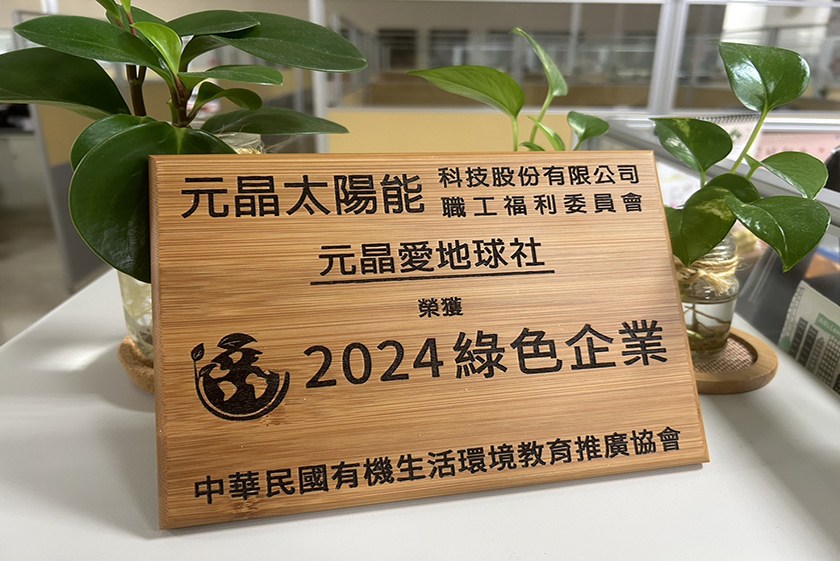 元晶太陽能 科技股份有限公司
職工福利委員會
元晶愛地球社
榮獲
2024綠色企業
中華民國有機生活環境教育推廣協會